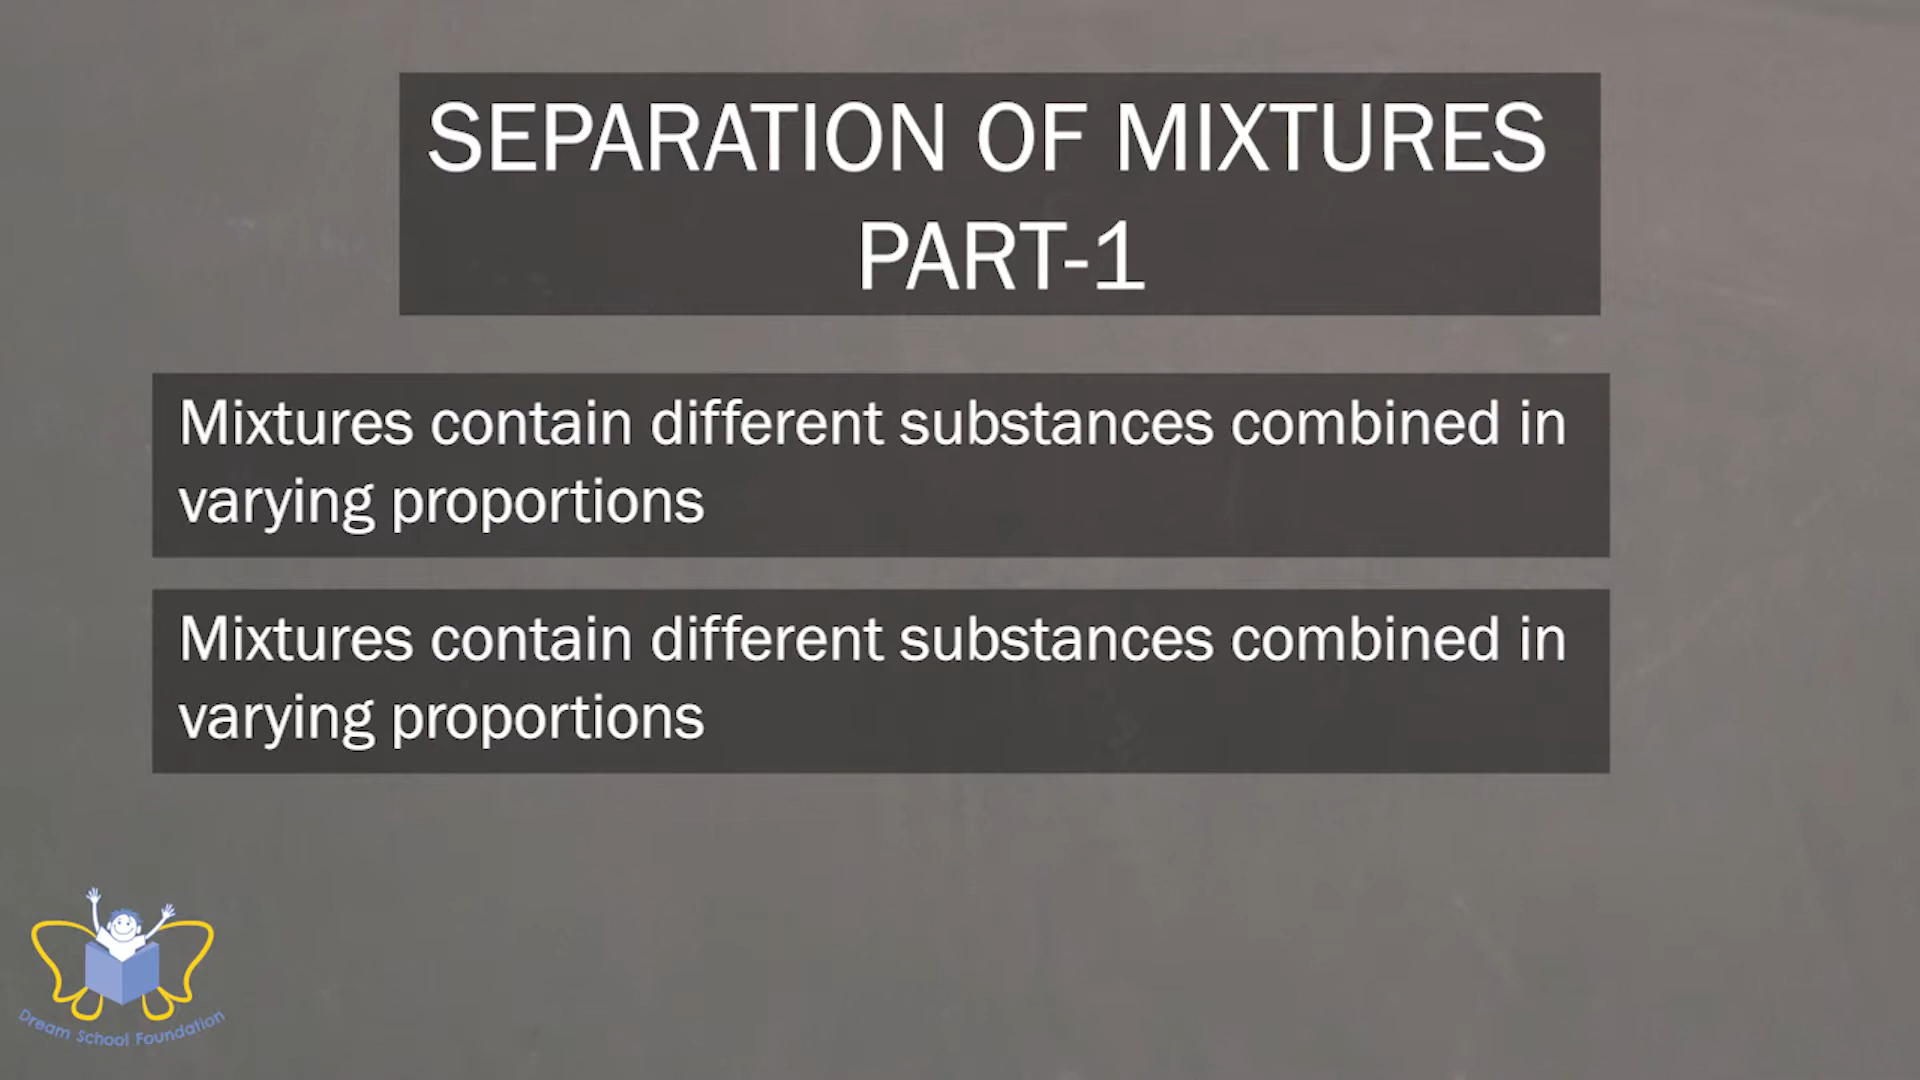 SEPARATION OF MIXTURES
PART-1
Mixtures contain different substances combined in
varying proportions
Mixtures contain different substances combined in
varying proportions
Dream School Foundation